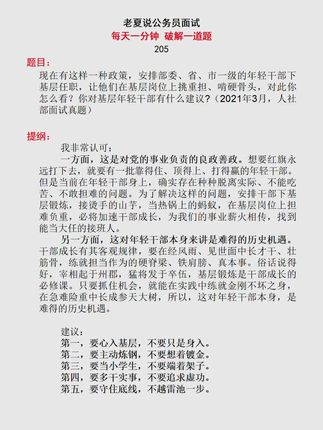 老夏说公务员面试
每天一分钟 破解一道题
205
题目：
现在有这样一种政策，安排部委、省、市一级的年轻干部下
基层任职，让他们在基层岗位上挑重担、啃硬骨头，对此你
怎么看？你对基层年轻干部有什么建议？（2021年3月，人社
部面试真题）
提纲：
我非常认可：
一方面，这是对党的事业负责的良政善政。想要红旗永
远打下去，就要有一批靠得住、顶得上、打得赢的年轻干部。
但是当前在年轻干部身上，确实存在种种脱离实际、不能吃
苦、不敢担难的问题。为了解决这样的问题，安排干部下基
层锻炼，接烫手的山芋，当热锅上的蚂蚁，在基层岗位上担
难负重，必将加速干部成长，为我们的事业薪火相传，找到
能当大任的接班人。
另一方面，这对年轻干部本身来讲是难得的历史机遇。
干部成长有其客观规律，要在经风雨、见世面中长才干、壮
筋骨，练就担当作为的硬脊梁、铁肩膀、真本事。俗话说得
好，宰相起于州郡，猛将发于卒伍，基层锻炼是干部成长的
必修课。只要抓住机会，就能在实践中练就金刚不坏之身，
在急难险重中长成参天大树，所以，这对年轻干部是难得的
历史机遇。
建议：
第一，要心入基层，不要只是身入。
第二，要主动炼钢，不要想着镀金。
第三，要当小学生，不要端着架子。
第四，要多干实事，不要追求虚功。
第五，要守住底线，不越雷池一步。